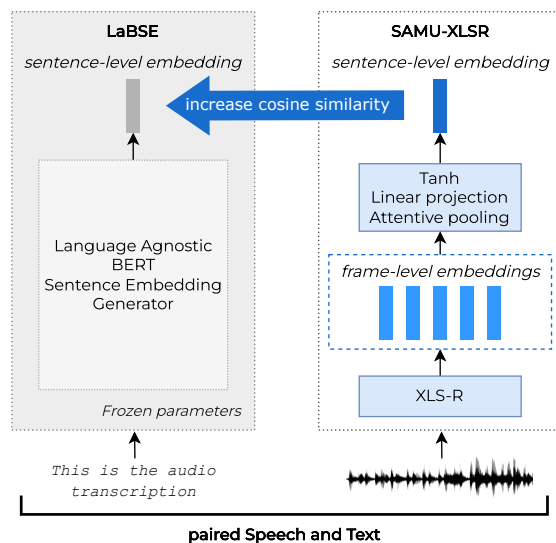 LaBSE
sentence-level embedding
Language Agnostic
BERT
Sentence Embedding
Generator
Frozen parameters
This is the audio
transcription
increase cosine similarity
SAMU-XLSR
sentence-level embedding
Tanh
Linear projection
Attentive pooling
frame-level embeddings
XLS-R
paired Speech and Text